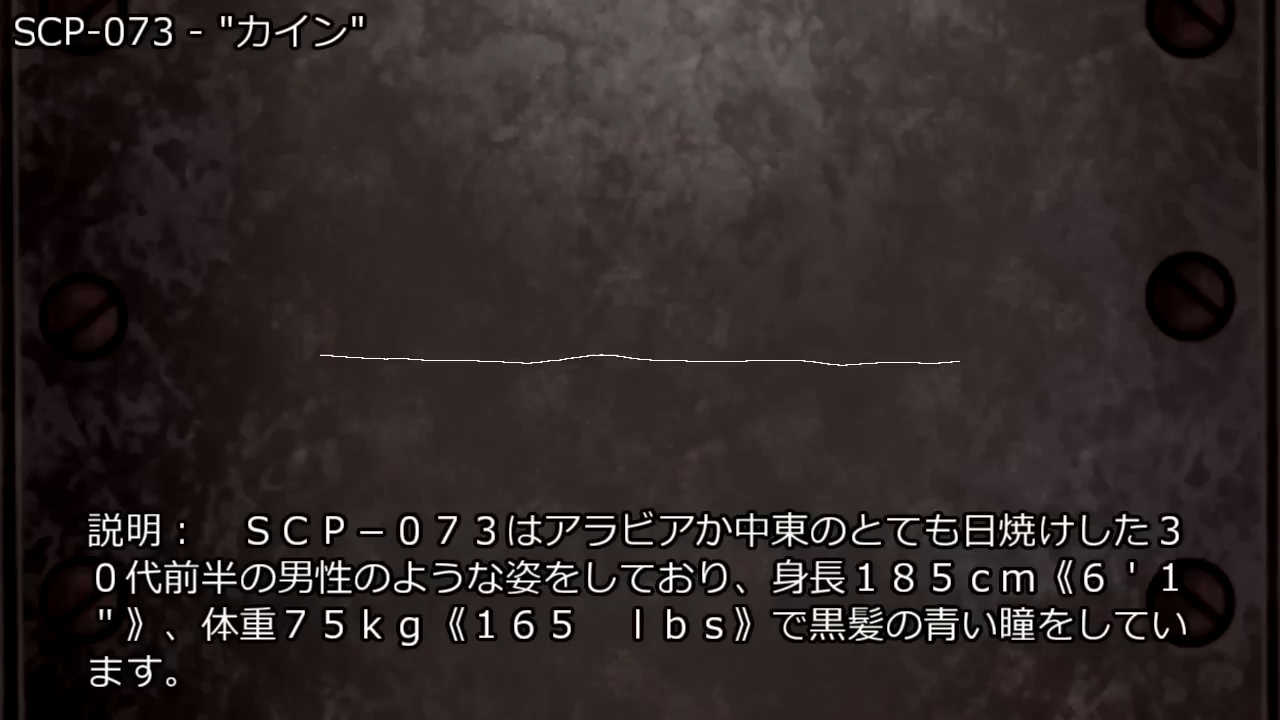 SCP-073 - "カイン"
説明：　ＳＣＰ－０７３はアラビアか中東のとても日焼けした３
０代前半の男性のような姿をしており、身長１８５ｃｍ《６＇１
＂》、体重７５ｋｇ《１６５　ｌｂｓ》で黒髪の青い瞳をしてい
ます。